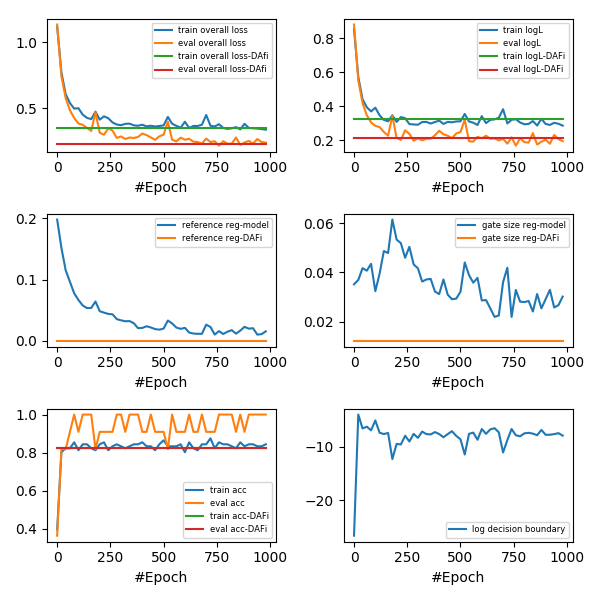 1.0
0.5
train overall loss
eval overall loss
train overall loss-DAfi
eval overall loss-DAfi
0 250 500 750 1000
#Epoch
0.8
0.6
0.4
0.2
train logL
eval logL
train logL-DAFi
eval logL-DAFi
0 250 500 750 1000
#Epoch
0.2
0.1
0.0
reference reg-model
reference reg-DAFi
0 250 500 750 1000
#Epoch
0.06
0.04
0.02
gate size reg-model
gate size reg-DAFi
0 250 500 750 1000
#Epoch
1.0
0.8
0.6
0.4
train acc
eval acc
train acc-DAFi
eval acc-DAFi
0 250 500 750 1000
#Epoch
−10
−20
log decision boundary
0 250 500 750 1000
#Epoch